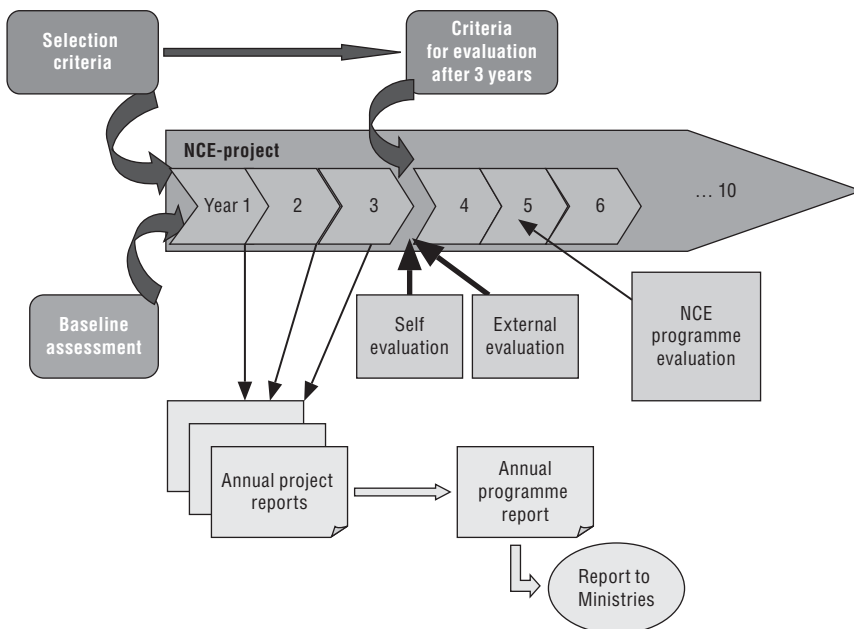 Selection
criteria
Criteria
for evaluation
after 3 years
NCE-project
Year 1
2
3
4
5
6
... 10
Baseline
assessment
Self
evaluation
External
evaluation
NCE
programme
evaluation
Annual project
reports
Annual
programme
report
Report to
Ministries